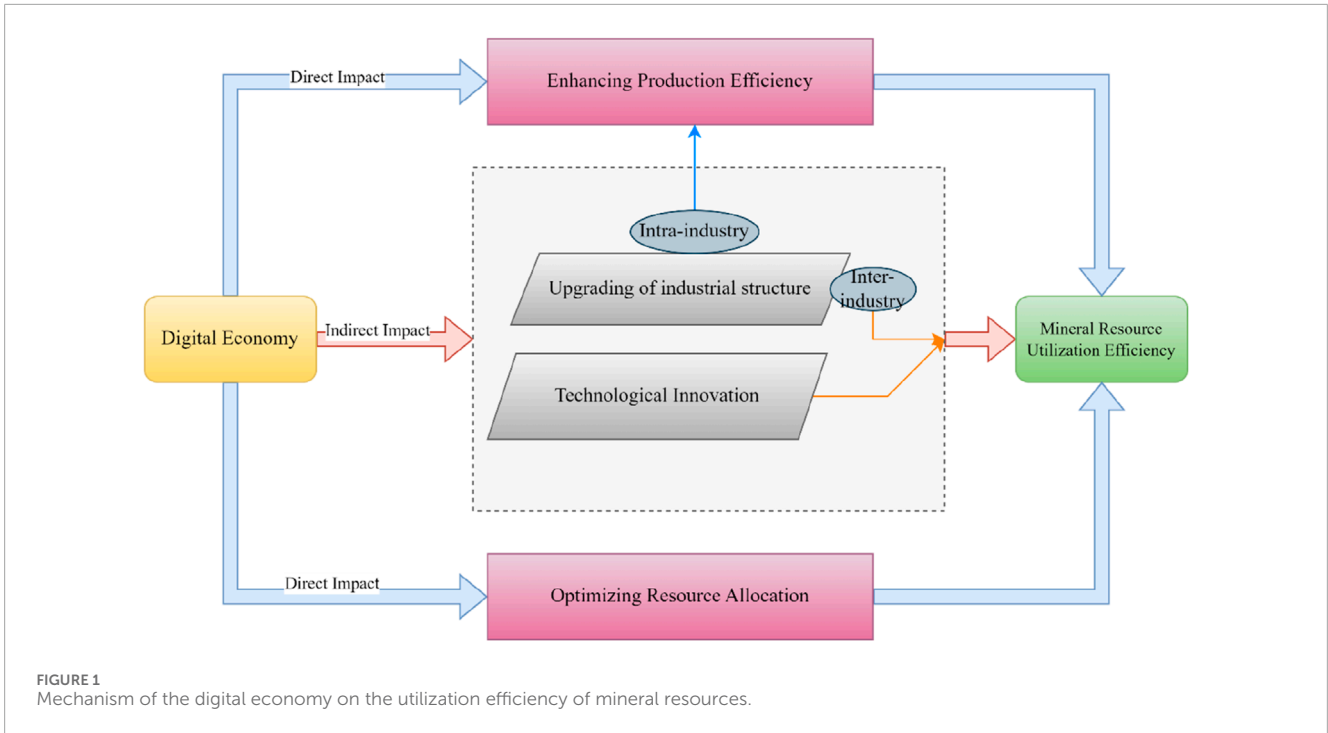 Direct Impact
Enhancing Production Efficiency
Intra-industry
Upgrading of industrial structure
Inter-
industry
Digital Economy
Indirect Impact
Mineral Resource
Utilization Efficiency
Technological Innovation
Direct Impact
Optimizing Resource Allocation
FIGURE 1
Mechanism of the digital economy on the utilization efficiency of mineral resources.